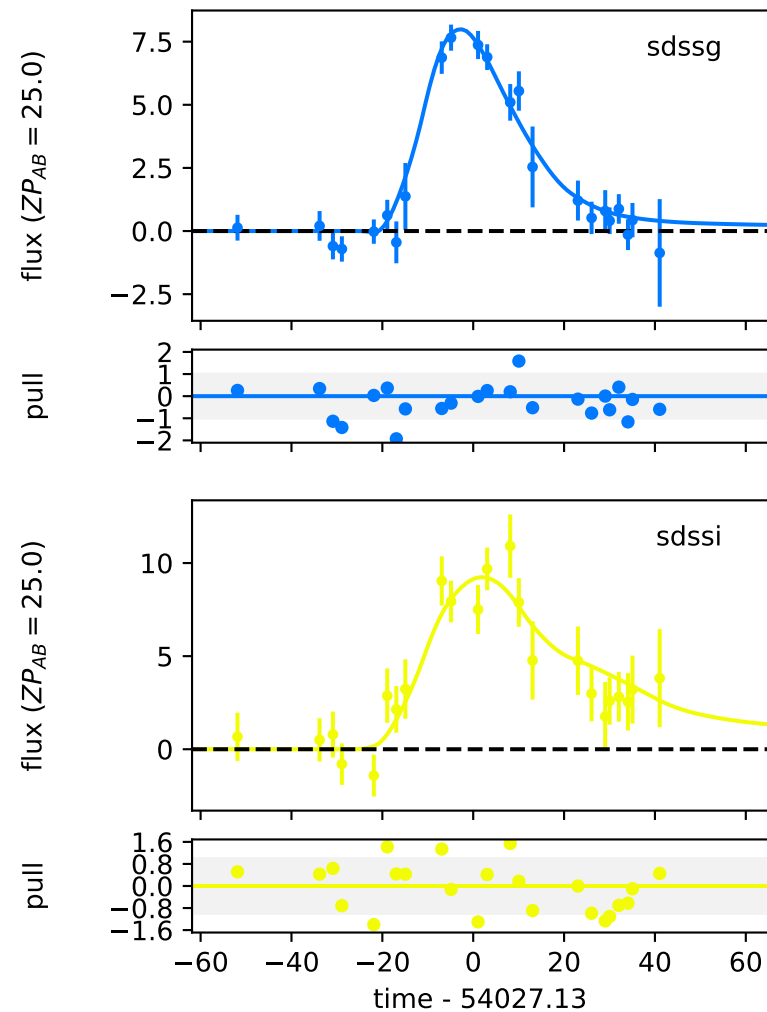 sdssg
flux (ZP_AB = 25.0)
7.5
5.0
2.5
0.0
−2.5
pull
2
1
0
−1
−2
sdssi
flux (ZP_AB = 25.0)
10
5
0
pull
1.6
0.8
0.0
−0.8
−1.6
−60 −40 −20 0 20 40 60
time - 54027.13